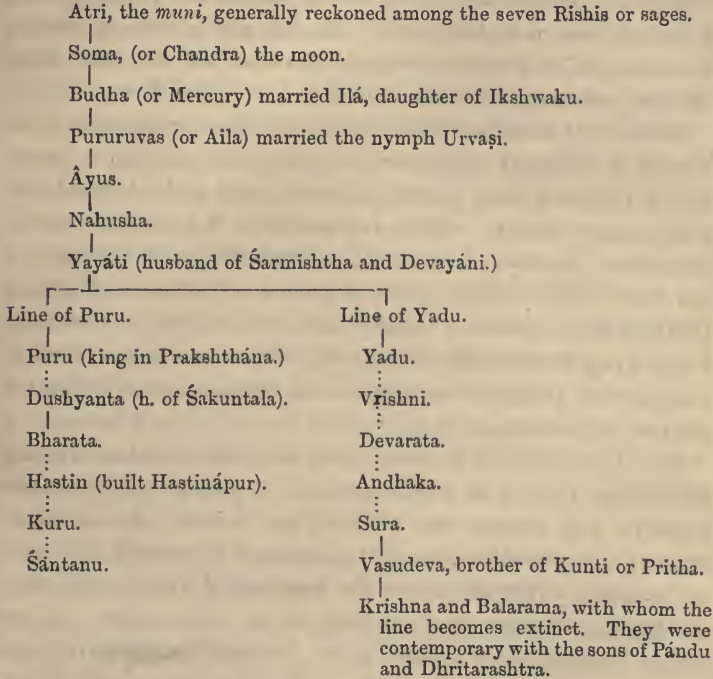 Atri, the muni, generally reckoned among the seven Rishis or sages.
Soma, (or Chandra) the moon.
Budha (or Mercury) married Ilá, daughter of Ikshwaku.
Pururuvas (or Aila) married the nymph Urvaṣi.
Âyus.
Nahusha.
Yayáti (husband of Śarmishtha and Devayáni.)
Line of Puru.
Puru (king in Prakshthána.)
Dushyanta (h. of Śakuntala).
Bharata.
Hastin (built Hastinápur).
Kuru.
Śántanu.
Line of Yadu.
Yadu.
Vṛishni.
Devarata.
Andhaka.
Sura.
Vasudeva, brother of Kunti or Pritha.
Krishna and Balarama, with whom the
line becomes extinct. They were
contemporary with the sons of Pándu
and Dhritarashtra.